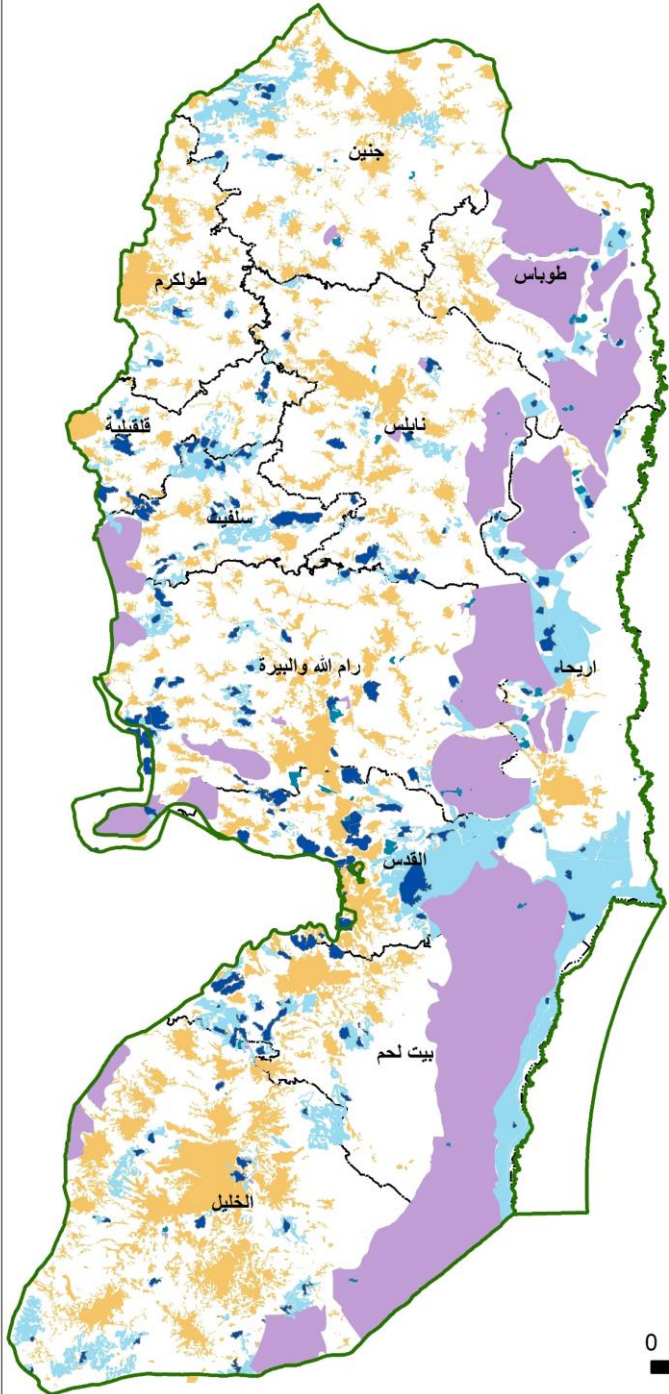 جنين
طوباس
طولكرم
قلقيلية
نابلس
سلفيت
رام الله والبيرة
اريحا
القدس
بيت لحم
الخليل
0